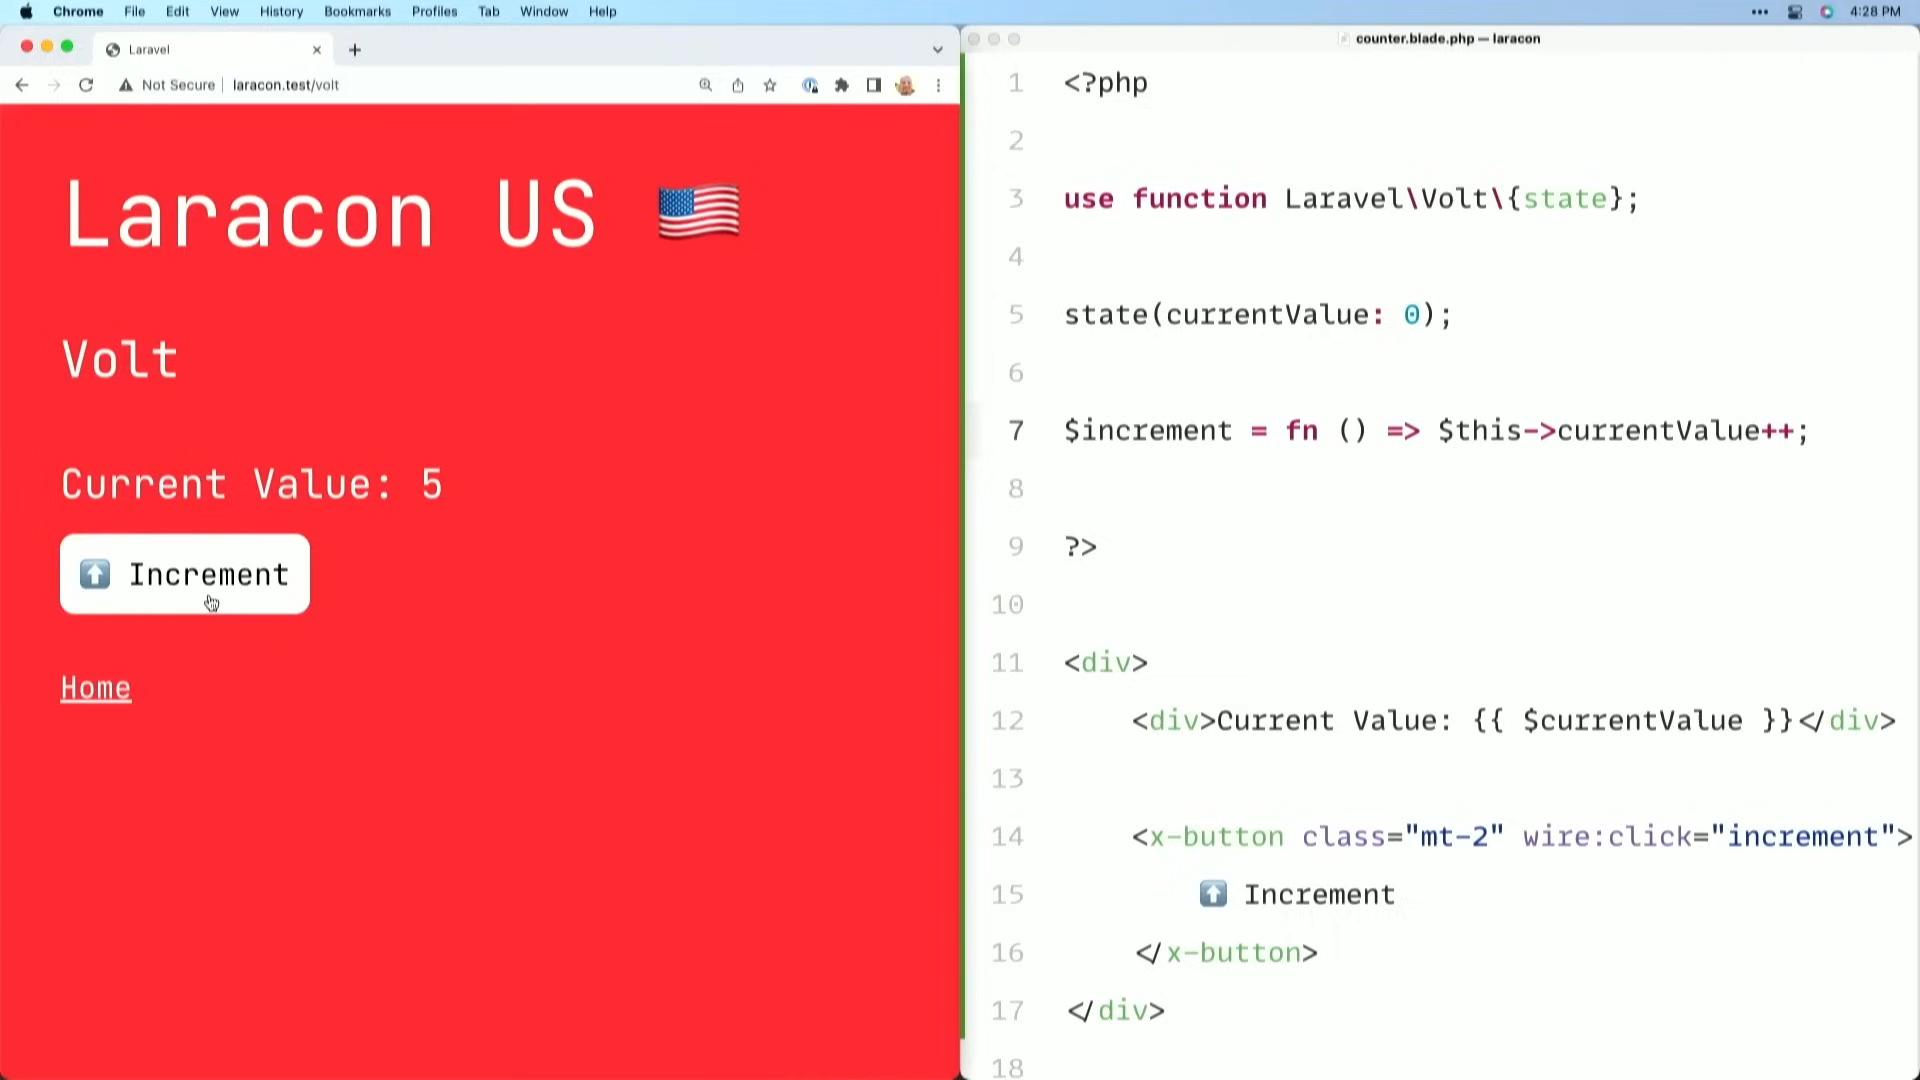 Chrome File Edit View History Bookmarks Profiles Tab Window Help 4:28 PM
Laravel
Not Secure laracon.test/volt
Laracon US 🇺🇸
Volt
Current Value: 5
⬆️ Increment
Home
counter.blade.php — laracon
1 <?php
2
3 use function Laravel\Volt\{state};
4
5 state(currentValue: 0);
6
7 $increment = fn () => $this->currentValue++;
8
9 ?>
10
11 <div>
12 <div>Current Value: {{ $currentValue }}</div>
13
14 <x-button class="mt-2" wire:click="increment">
15 ⬆️ Increment
16 </x-button>
17 </div>
18